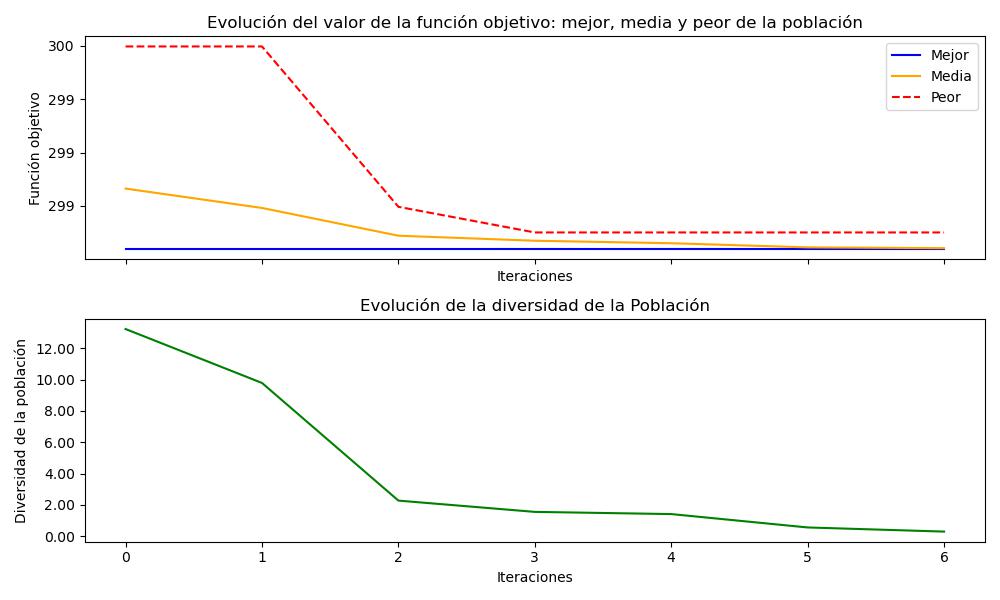 Evolución del valor de la función objetivo: mejor, media y peor de la población
Función objetivo
300
299
299
299
Mejor
Media
Peor
Iteraciones
Evolución de la diversidad de la Población
Diversidad de la población
12.00
10.00
8.00
6.00
4.00
2.00
0.00
0 1 2 3 4 5 6
Iteraciones